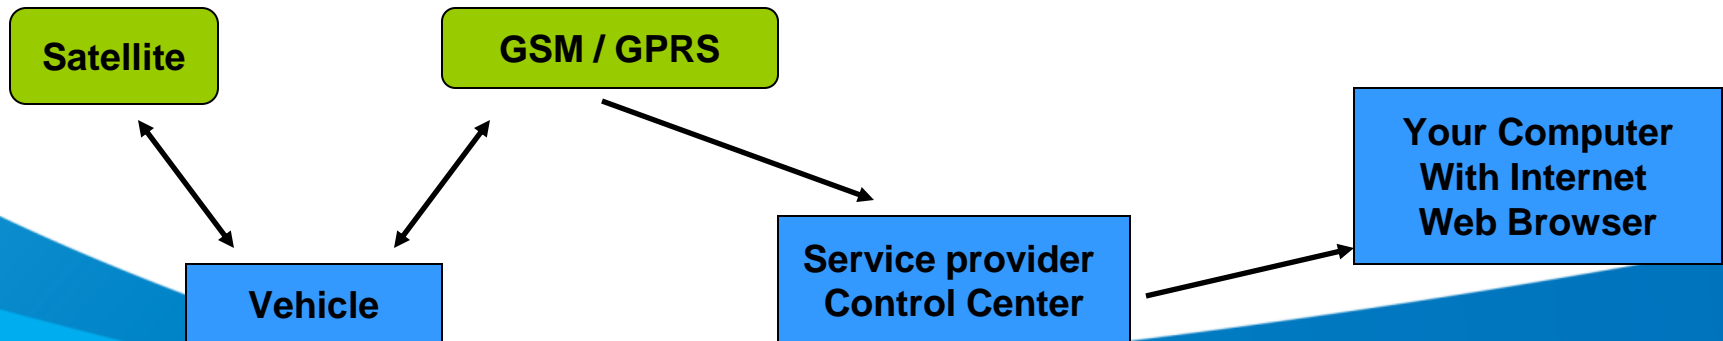 Satellite
GSM / GPRS
Your Computer
With Internet
Web Browser
Service provider
Control Center
Vehicle